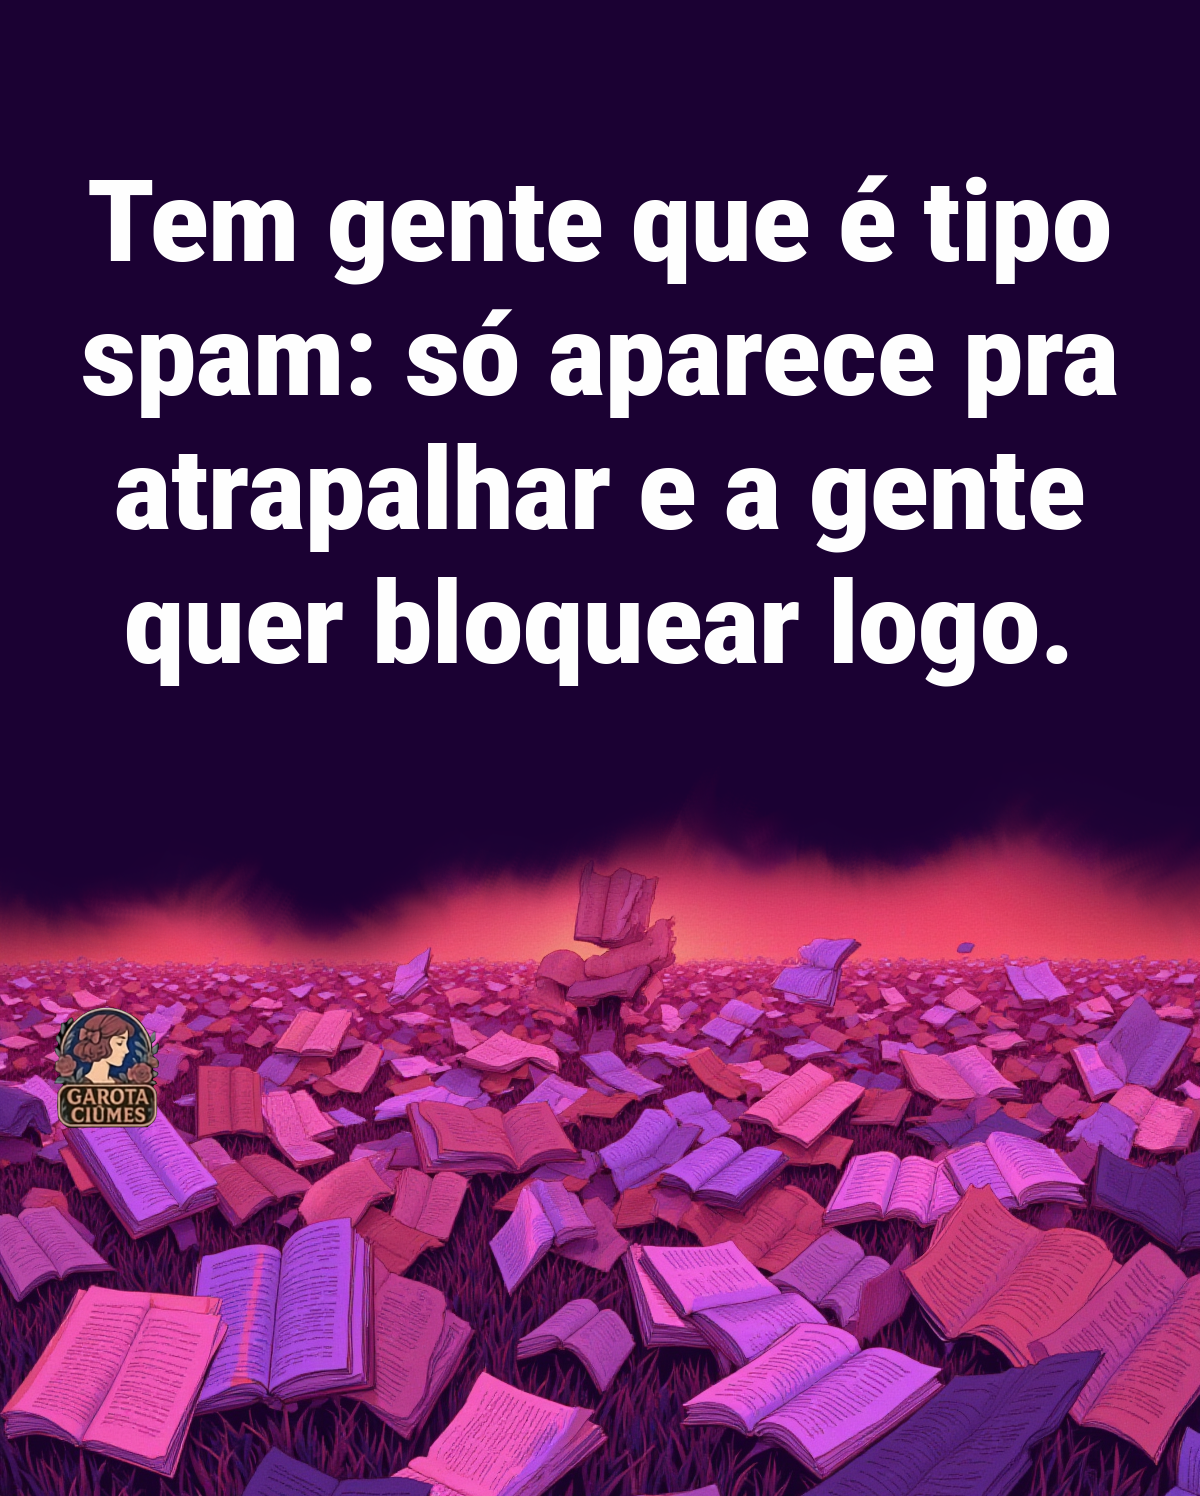 Tem gente que é tipo
spam: só aparece pra
atrapalhar e a gente
quer bloquear logo.
GAROTA
CIÚMES